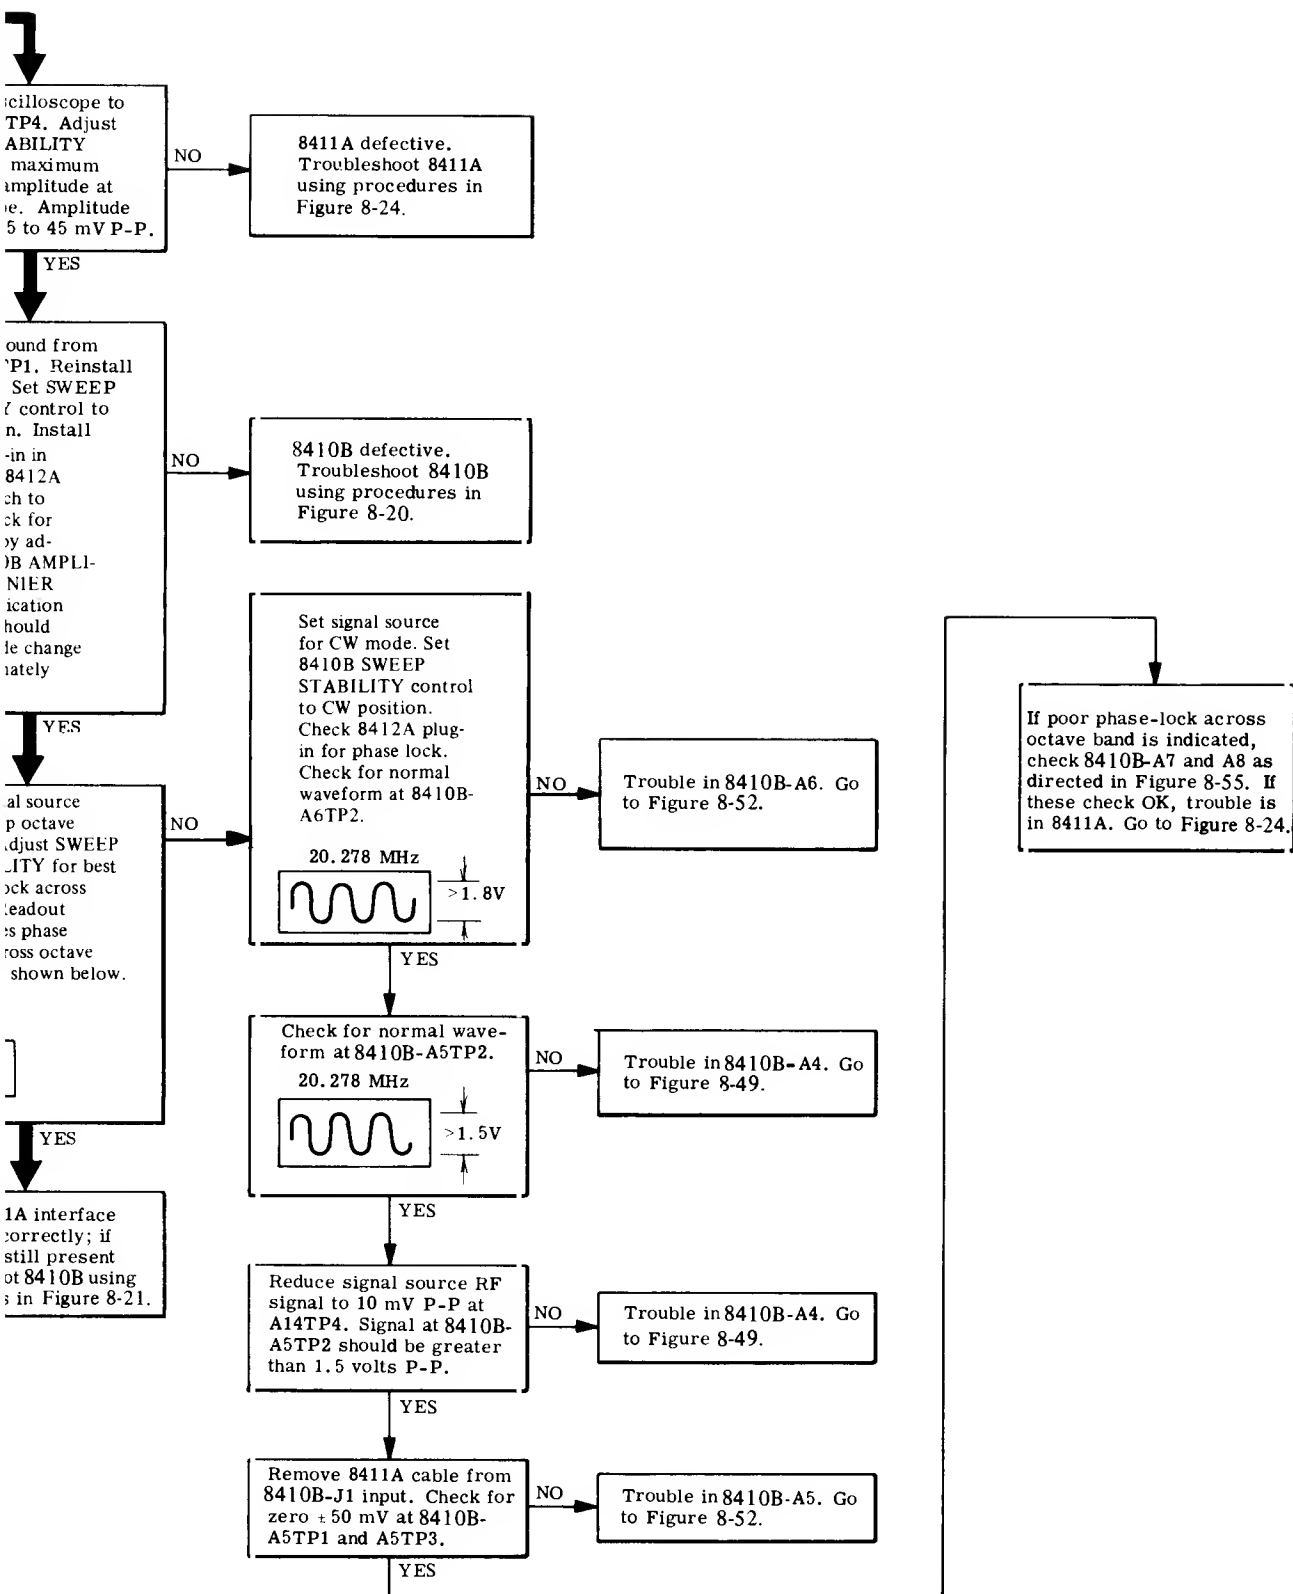 scilloscope to
TP4. Adjust
ABILITY
maximum
amplitude at
e. Amplitude
5 to 45 mV P-P.
NO
8411A defective.
Troubleshoot 8411A
using procedures in
Figure 8-24.
YES
ound from
TP1. Reinstall
Set SWEEP
Y control to
n. Install
-in in
8412A
ch to
ck for
by ad-
0B AMPLI-
NIER
ication
hould
de change
nately
NO
8410B defective.
Troubleshoot 8410B
using procedures in
Figure 8-20.
YES
al source
p octave
Adjust SWEEP
LITY for best
ock across
Readout
es phase
ross octave
shown below.
NO
Set signal source
for CW mode. Set
8410B SWEEP
STABILITY control
to CW position.
Check 8412A plug-
in for phase lock.
Check for normal
waveform at 8410B-
A6TP2.
20.278 MHz
>1.8V
NO
Trouble in 8410B-A6. Go
to Figure 8-52.
If poor phase-lock across
octave band is indicated,
check 8410B-A7 and A8 as
directed in Figure 8-55. If
these check OK, trouble is
in 8411A. Go to Figure 8-24.
YES
Check for normal wave-
form at 8410B-A5TP2.
20.278 MHz
>1.5V
NO
Trouble in 8410B-A4. Go
to Figure 8-49.
YES
1A interface
correctly; if
still present
ot 8410B using
s in Figure 8-21.
YES
Reduce signal source RF
signal to 10 mV P-P at
A14TP4. Signal at 8410B-
A5TP2 should be greater
than 1.5 volts P-P.
NO
Trouble in 8410B-A4. Go
to Figure 8-49.
YES
Remove 8411A cable from
8410B-J1 input. Check for
zero ± 50 mV at 8410B-
A5TP1 and A5TP3.
NO
Trouble in 8410B-A5. Go
to Figure 8-52.
YES